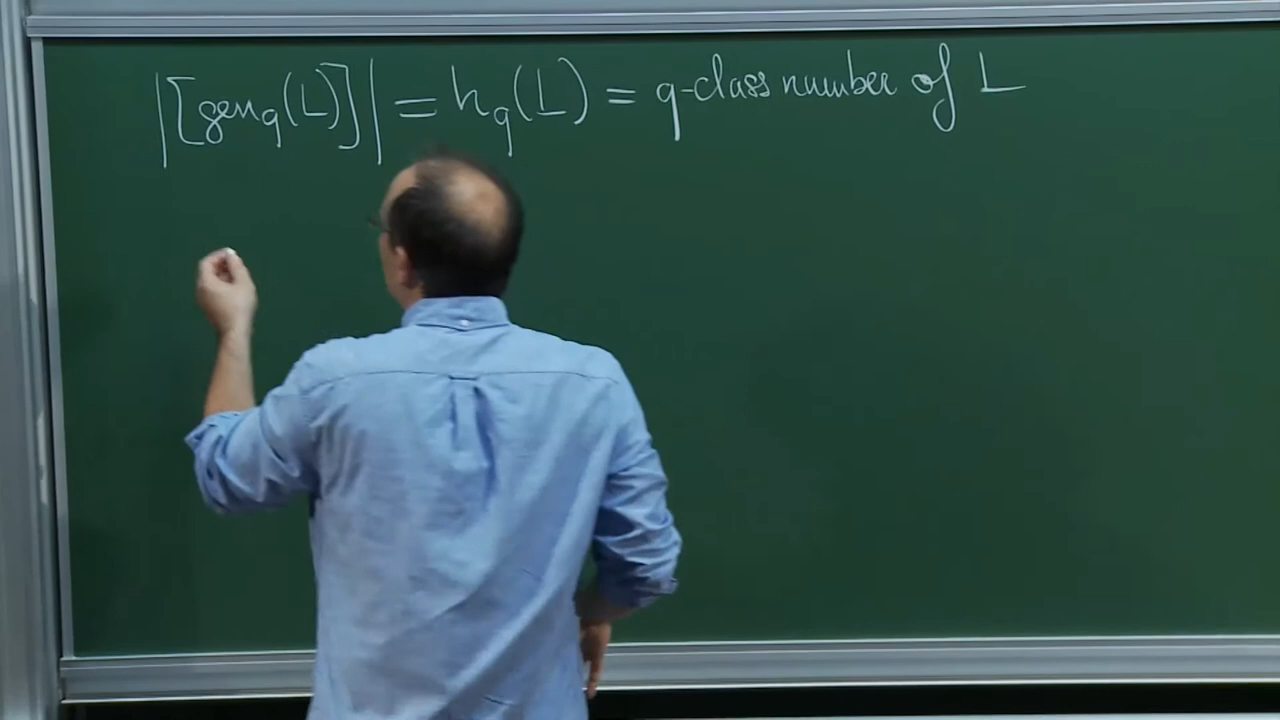 |[gen_q(L)]| = h_q(L) = q-class number of L